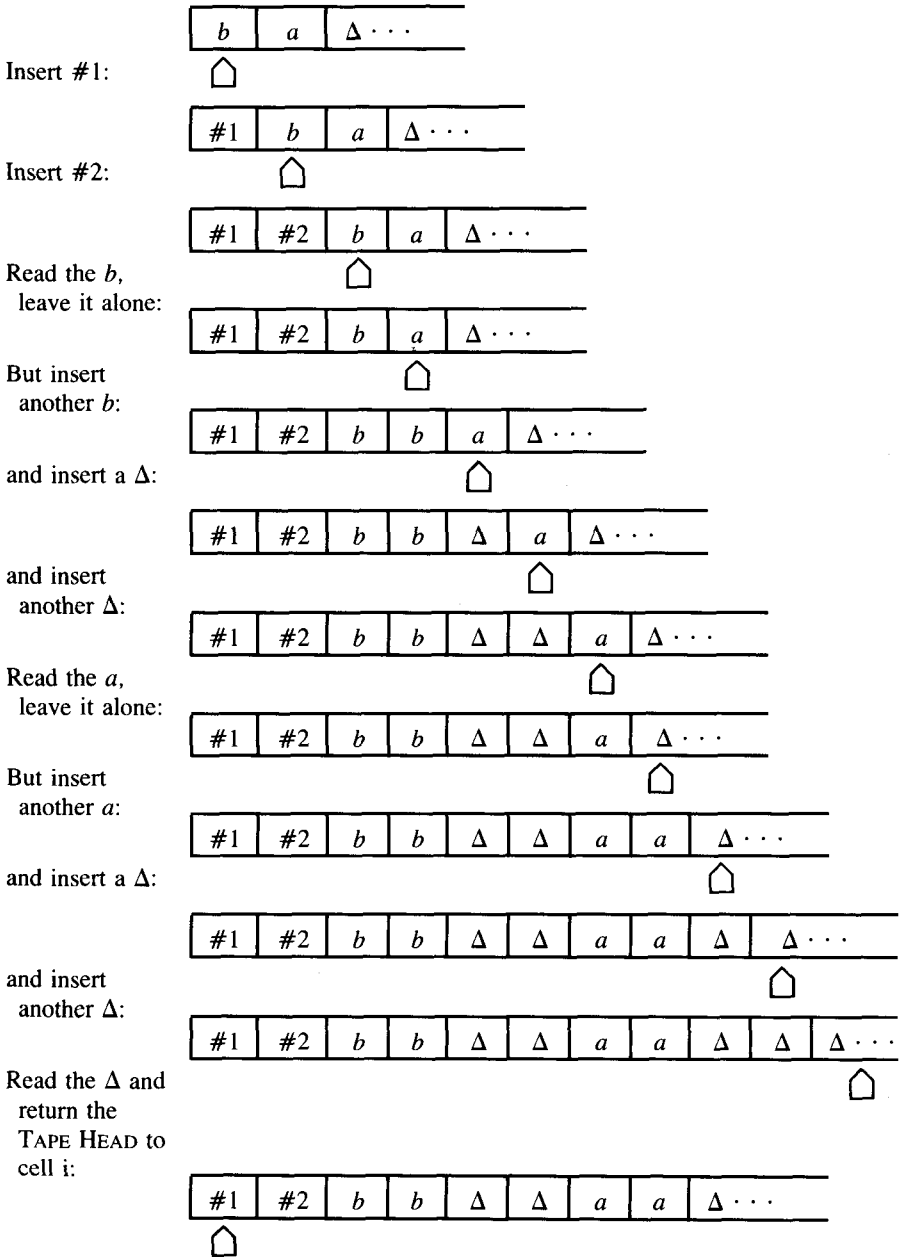 b a Δ · · ·
Insert #1:
#1 b a Δ · · ·
Insert #2:
#1 #2 b a Δ · · ·
Read the b,
leave it alone:
#1 #2 b a Δ · · ·
But insert
another b:
#1 #2 b b a Δ · · ·
and insert a Δ:
#1 #2 b b Δ a Δ · · ·
and insert
another Δ:
#1 #2 b b Δ Δ a Δ · · ·
Read the a,
leave it alone:
#1 #2 b b Δ Δ a Δ · · ·
But insert
another a:
#1 #2 b b Δ Δ a a Δ · · ·
and insert a Δ:
#1 #2 b b Δ Δ a a Δ Δ · · ·
and insert
another Δ:
#1 #2 b b Δ Δ a a Δ Δ Δ · · ·
Read the Δ and
return the
TAPE HEAD to
cell i:
#1 #2 b b Δ Δ a a Δ · · ·